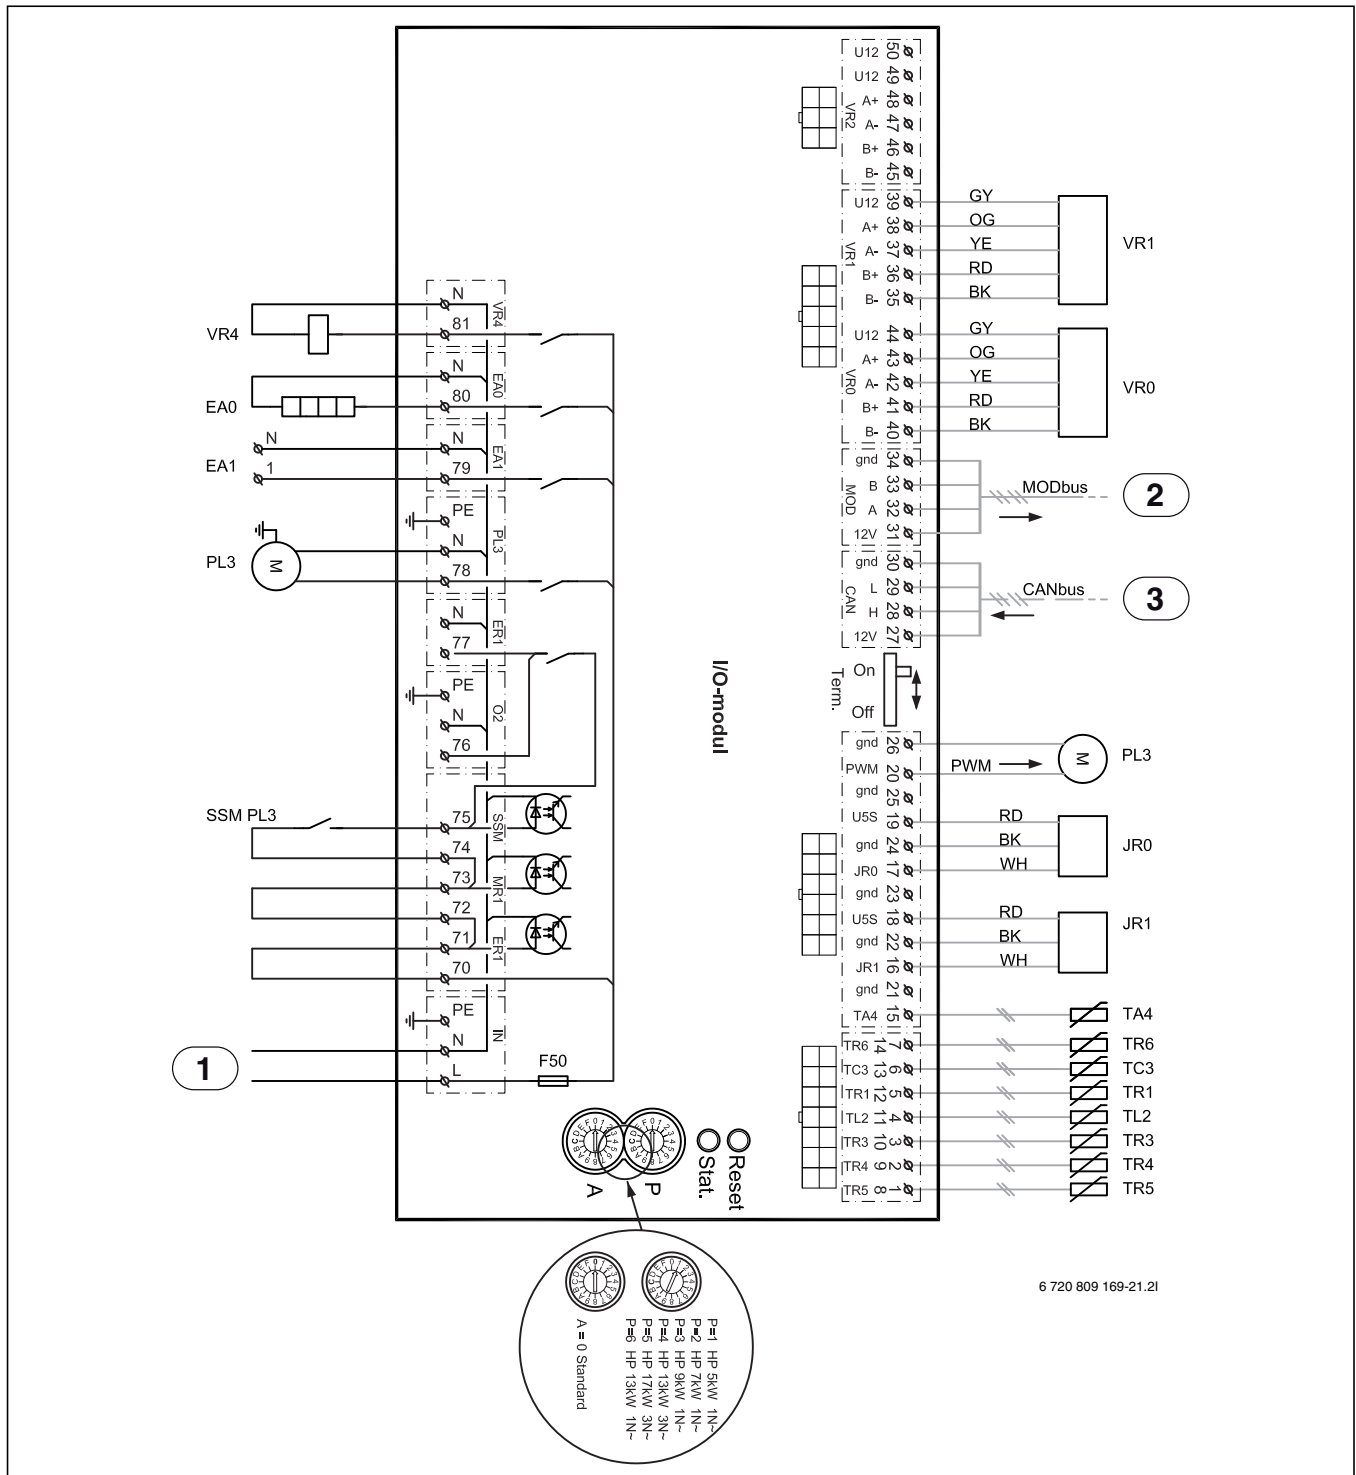 VR4
EA0
EA1
N
1
PL3
M
SSM PL3
1
N
81
VR4
N
80
EA0
N
79
EA1
PE
N
78
PL3
N
77
ER1
PE
N
76
O2
75
SSM
74
73
MR1
72
71
ER1
70
PE
N
IN
L
F50
I/O-modul
A
P
Stat.
Reset
P=1 HP 5kW 1N~
P=2 HP 7kW 1N~
P=3 HP 9kW 1N~
P=4 HP 13kW 3N~
P=5 HP 17kW 3N~
P=6 HP 13kW 1N~
A = 0 Standard
U12 50
U12 49
A+ 48
VR2
A- 47
B+ 46
B- 45
U12 39 GY
A+ 38 OG
VR1
A- 37 YE
VR1
B+ 36 RD
B- 35 BK
U12 44 GY
A+ 43 OG
VR0
A- 42 YE
VR0
B+ 41 RD
B- 40 BK
gnd 34
B 33
MOD
MODbus
2
A 32
12V 31
gnd 30
L 29
CAN
CANbus
3
H 28
12V 27
On
Term.
Off
gnd 26
PL3
M
PWM 20 PWM
gnd 25
U5S 19 RD
gnd 24 BK
JR0
JR0 17 WH
gnd 23
U5S 18 RD
JR1
gnd 22 BK
JR1 16 WH
gnd 21
TA4 15 TA4
TR6 14 7 TR6
TC3 13 6 TC3
TR1 12 5 TR1
TL2 11 4 TL2
TR3 10 3 TR3
TR4 9 2 TR4
TR5 8 1 TR5
6 720 809 169-21.2I